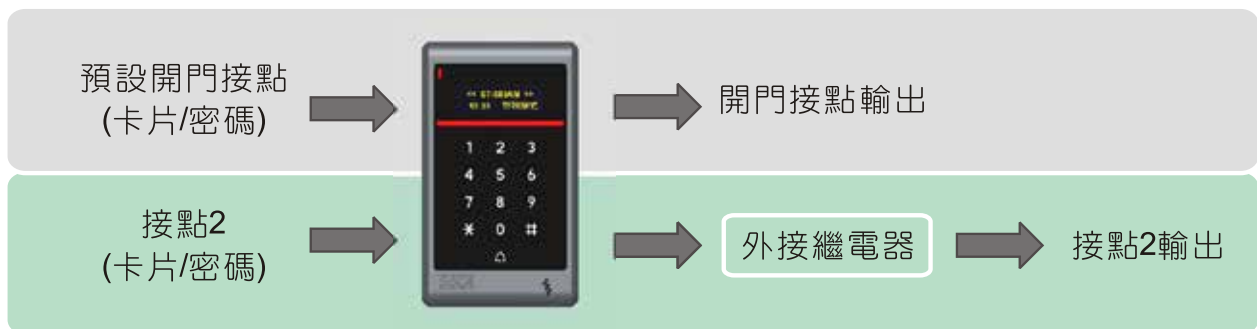 預設開門接點
(卡片/密碼)
開門接點輸出
1 2 3
4 5 6
7 8 9
* 0 #
接點2
(卡片/密碼)
外接繼電器
接點2輸出